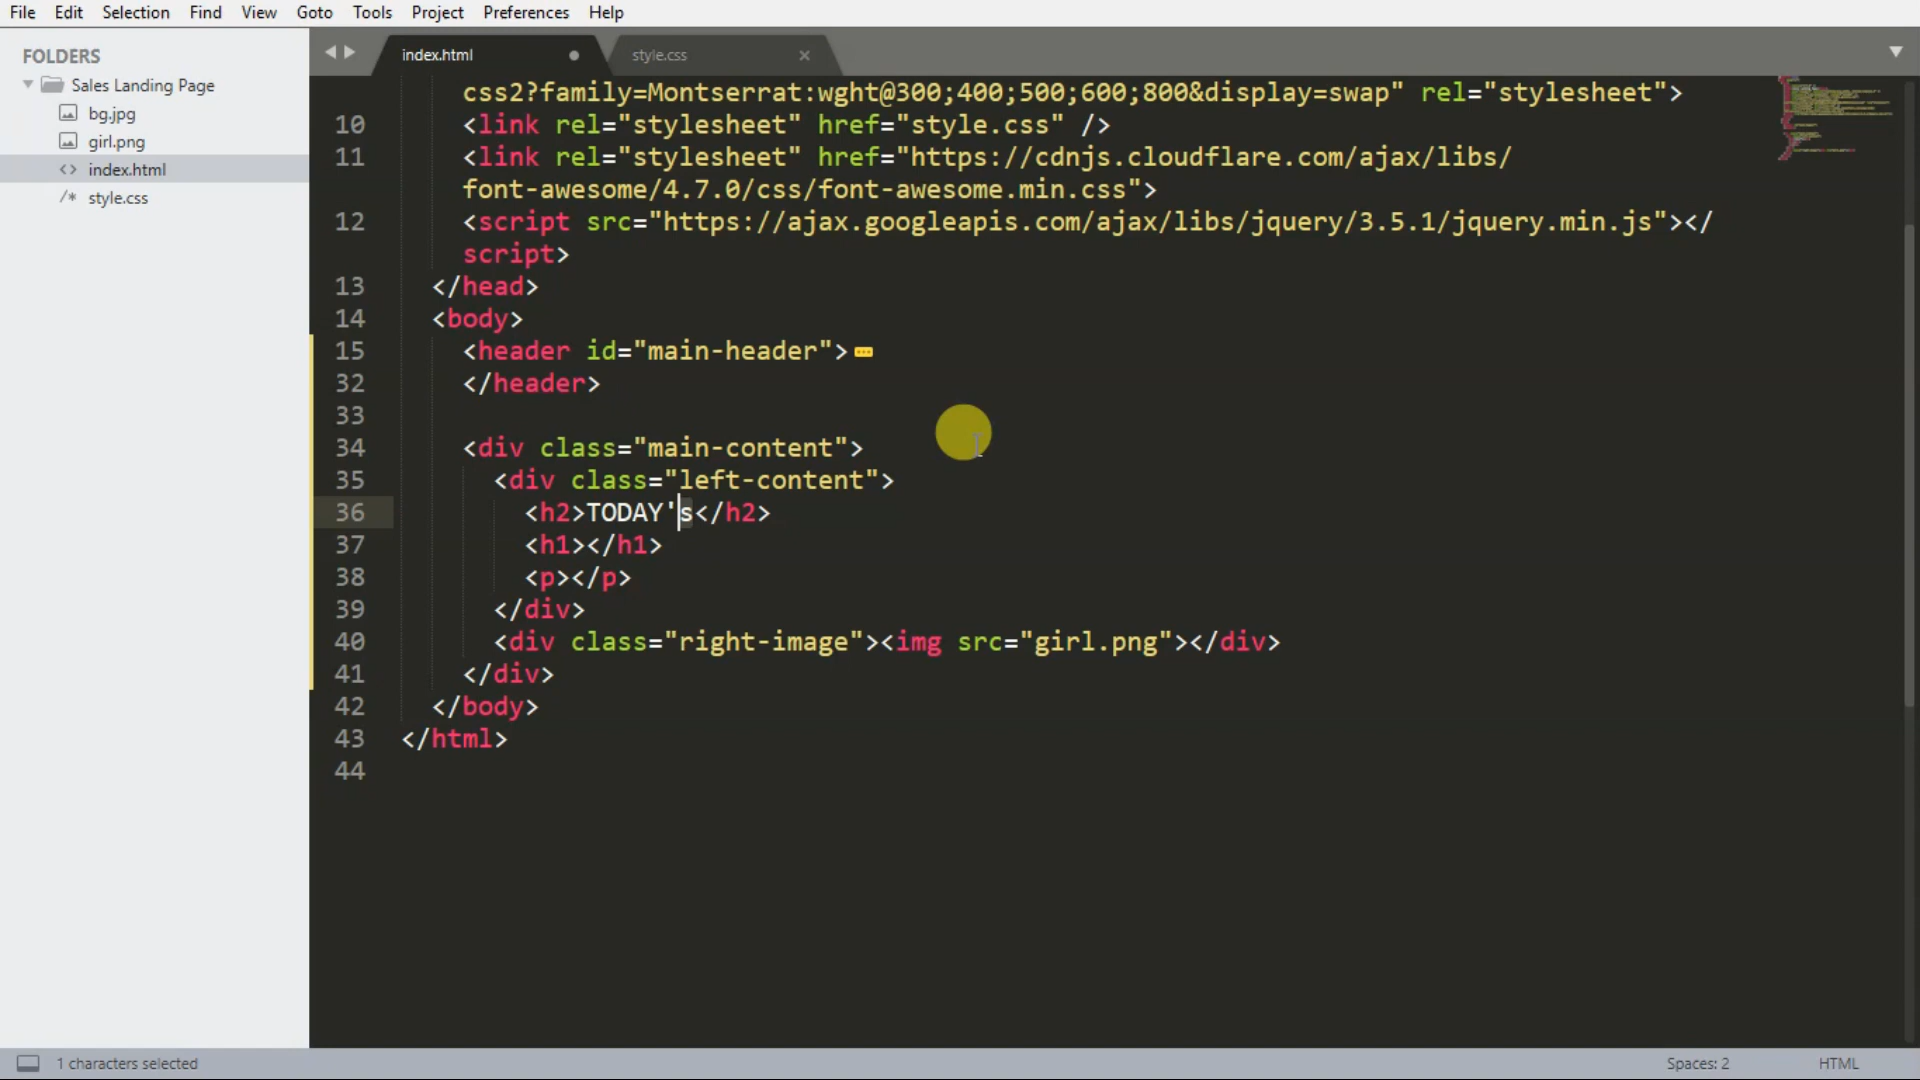 File Edit Selection Find View Goto Tools Project Preferences Help
FOLDERS
Sales Landing Page
bg.jpg
girl.png
<> index.html
/* style.css
index.html
style.css
css2?family=Montserrat:wght@300;400;500;600;800&display=swap" rel="stylesheet">
10 <link rel="stylesheet" href="style.css" />
11 <link rel="stylesheet" href="https://cdnjs.cloudflare.com/ajax/libs/
font-awesome/4.7.0/css/font-awesome.min.css">
12 <script src="https://ajax.googleapis.com/ajax/libs/jquery/3.5.1/jquery.min.js"></
script>
13 </head>
14 <body>
15 <header id="main-header">
32 </header>
33
34 <div class="main-content">
35 <div class="left-content">
36 <h2>TODAY's</h2>
37 <h1></h1>
38 <p></p>
39 </div>
40 <div class="right-image"><img src="girl.png"></div>
41 </div>
42 </body>
43 </html>
44
1 characters selected
Spaces: 2
HTML